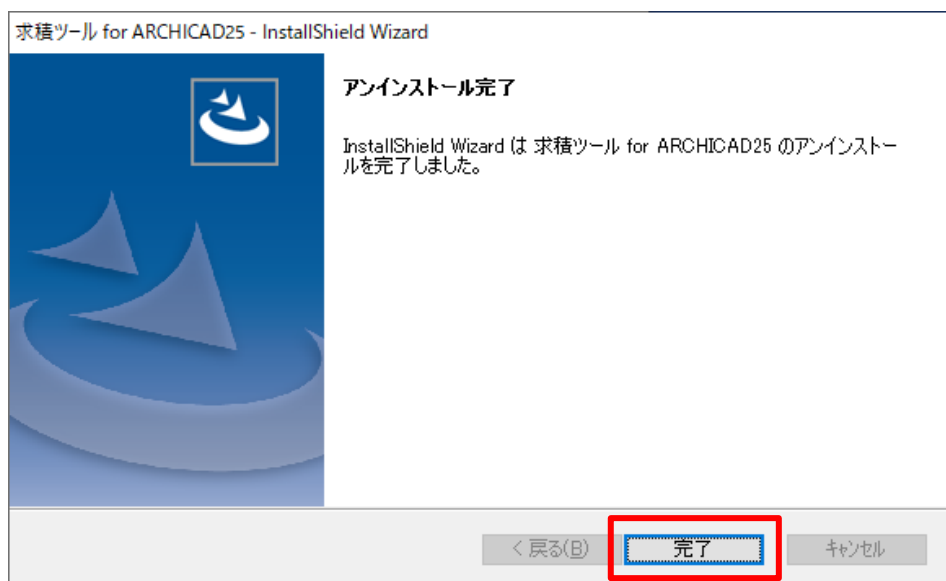 求積ツール for ARCHICAD25 - InstallShield Wizard
アンインストール完了
InstallShield Wizard は 求積ツール for ARCHICAD25 のアンインストー
ルを完了しました。
< 戻る(B) 完了 キャンセル